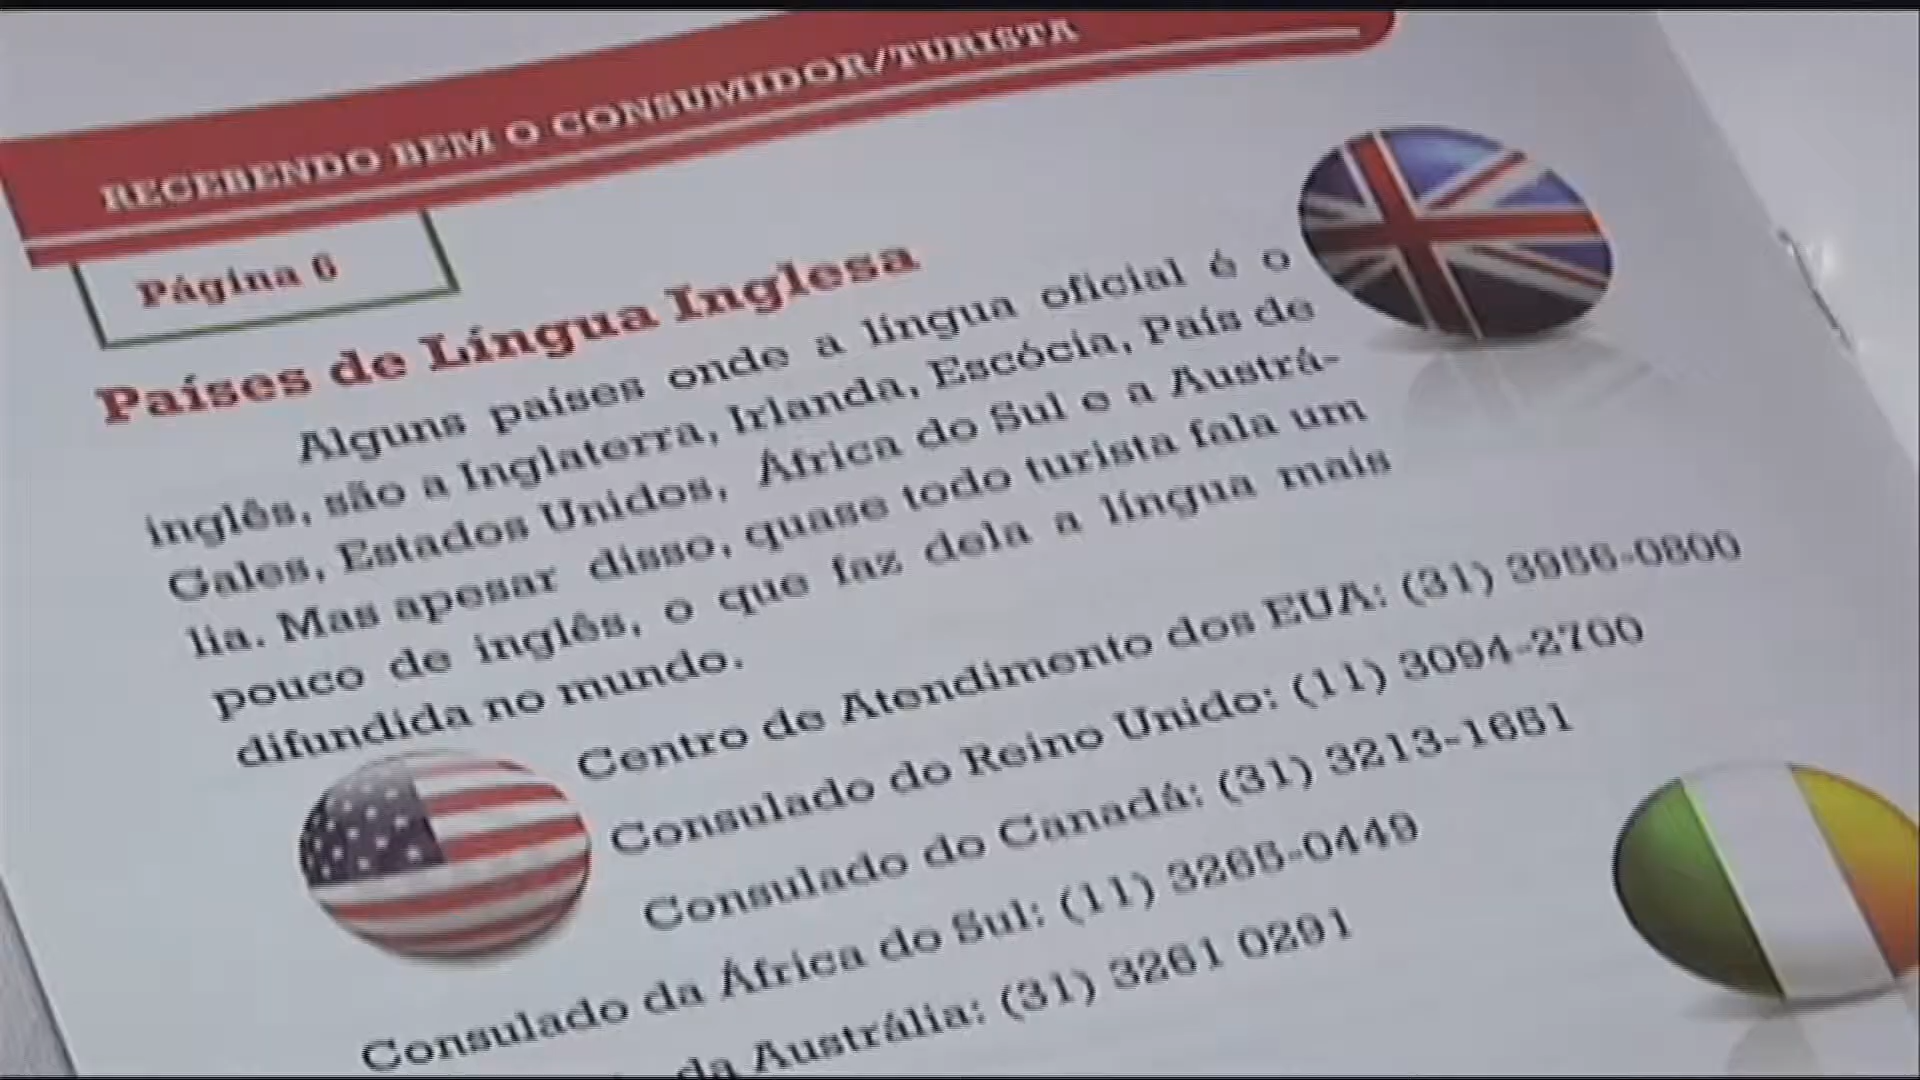 RECEBENDO BEM O CONSUMIDOR/TURISTA
Página 6
Países de Língua Inglesa
Alguns países onde a língua oficial é o
inglês, são a Inglaterra, Irlanda, Escócia, País de
Gales, Estados Unidos, África do Sul e a Austrá-
lia. Mas apesar disso, quase todo turista fala um
pouco de inglês, o que faz dela a língua mais
difundida no mundo.
Centro de Atendimento dos EUA: (31) 3956-0800
Consulado do Reino Unido: (11) 3094-2700
Consulado do Canadá: (31) 3213-1651
Consulado da África do Sul: (11) 3265-0449
da Austrália: (31) 3261 0291